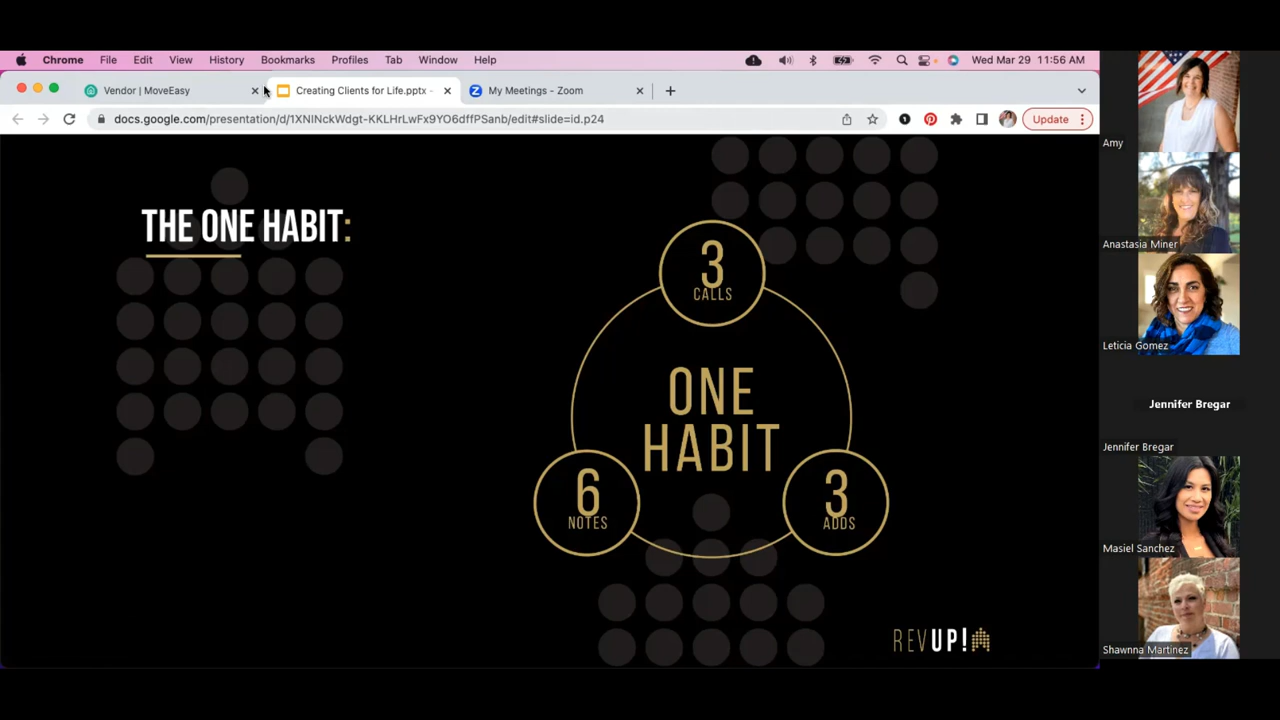 Chrome File Edit View History Bookmarks Profiles Tab Window Help Wed Mar 29 11:56 AM
Vendor | MoveEasy
Creating Clients for Life.pptx -
My Meetings - Zoom
docs.google.com/presentation/d/1XNINckWdgt-KKLHrLwFx9YO6dffPSanb/edit#slide=id.p24
Update
THE ONE HABIT:
3
CALLS
ONE
HABIT
6
NOTES
3
ADDS
REVUP!
Amy
Anastasia Miner
Leticia Gomez
Jennifer Bregar
Jennifer Bregar
Masiel Sanchez
Shawnna Martinez